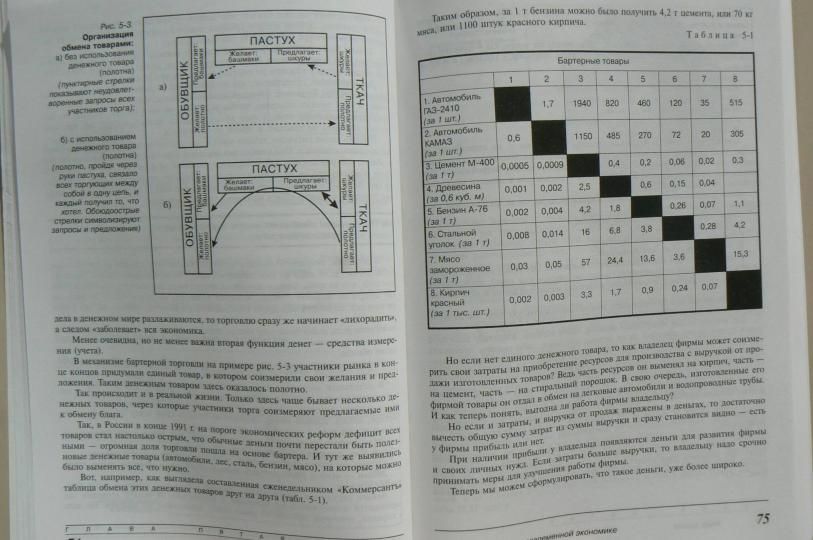 Рис. 5-3.
Организация
обмена товарами:
а) без использования
денежного товара
(полотна)
(пунктирные стрелки
показывают неудовлет-
воренные запросы всех
участников торга);
б) с использованием
денежного товара
(полотна)
(полотно, пройдя через
руки пастуха, связало
всех торгующих между
собой в одну цепь, и
каждый получил то, что
хотел. Обоюдоострые
стрелки символизируют
запросы и предложения)
а)
ОБУВЩИК
Предлагает: башмаки
Желает: полотно
ПАСТУХ
Желает: башмаки
Предлагает: шкуры
Желает: шкуры
Предлагает: полотно
ТКАЧ
б)
ОБУВЩИК
Предлагает: башмаки
Желает: полотно
ПАСТУХ
Желает: башмаки
Предлагает: шкуры
Желает: шкуры
Предлагает: полотно
ТКАЧ
дела в денежном мире разлаживаются, то торговлю сразу же начинает «лихорадить»,
а следом «заболевает» вся экономика.
Менее очевидна, но не менее важна вторая функция денег — средства измере-
ния (учета).
В механизме бартерной торговли на примере рис. 5-3 участники рынка в кон-
це концов придумали единый товар, в котором соизмерили свои желания и пред-
ложения. Таким денежным товаром здесь оказалось полотно.
Так происходит и в реальной жизни. Только здесь чаще бывает несколько де-
нежных товаров, через которые участники торга соизмеряют предлагаемые ими
к обмену блага.
Так, в России в конце 1991 г. на пороге экономических реформ дефицит всех
товаров стал настолько острым, что обычные деньги почти перестали быть полез-
ными — огромная доля торговли пошла на основе бартера. И тут же выявились
новые денежные товары (автомобили, лес, сталь, бензин, мясо), на которые можно
было выменять все, что нужно.
Вот, например, как выглядела составленная еженедельником «Коммерсантъ»
таблица обмена этих денежных товаров друг на друга (табл. 5-1).
ГЛАВА ПЯТАЯ
Таким образом, за 1 т бензина можно было получить 4,2 т цемента, или 70 кг
мяса, или 1100 штук красного кирпича.
Таблица 5-1
Бартерные товары
1 2 3 4 5 6 7 8
1. Автомобиль ГАЗ-2410 (за 1 шт.) 1,7 1940 820 460 120 35 515
2. Автомобиль КАМАЗ (за 1 шт.) 0,6 1150 485 270 72 20 305
3. Цемент М-400 (за 1 т) 0,0005 0,0009 0,4 0,2 0,06 0,02 0,3
4. Древесина (за 0,6 куб. м) 0,001 0,002 2,5 0,6 0,15 0,04
5. Бензин А-76 (за 1 т) 0,002 0,004 4,2 1,8 0,26 0,07 1,1
6. Стальной уголок (за 1 т) 0,008 0,014 16 6,8 3,8 0,28 4,2
7. Мясо замороженное (за 1 т) 0,03 0,05 57 24,4 13,6 3,6 15,3
8. Кирпич красный (за 1 тыс. шт.) 0,002 0,003 3,3 1,7 0,9 0,24 0,07
Но если нет единого денежного товара, то как владелец фирмы может соизме-
рить свои затраты на приобретение ресурсов для производства с выручкой от про-
дажи изготовленных товаров? Ведь часть ресурсов он выменял на кирпич, часть —
на цемент, часть — на стиральный порошок. В свою очередь, изготовленные его
фирмой товары он отдал в обмен на легковые автомобили и водопроводные трубы.
И как теперь понять, выгодна ли работа фирмы владельцу?
Но если и затраты, и выручка от продаж выражены в деньгах, то достаточно
вычесть общую сумму затрат из суммы выручки и сразу становится видно — есть
у фирмы прибыль или нет.
При наличии прибыли у владельца появляются деньги для развития фирмы
и своих личных нужд. Если затраты больше выручки, то владельцу надо срочно
принимать меры для улучшения работы фирмы.
Теперь мы можем сформулировать, что такое деньги, уже более широко.
современной экономике
75